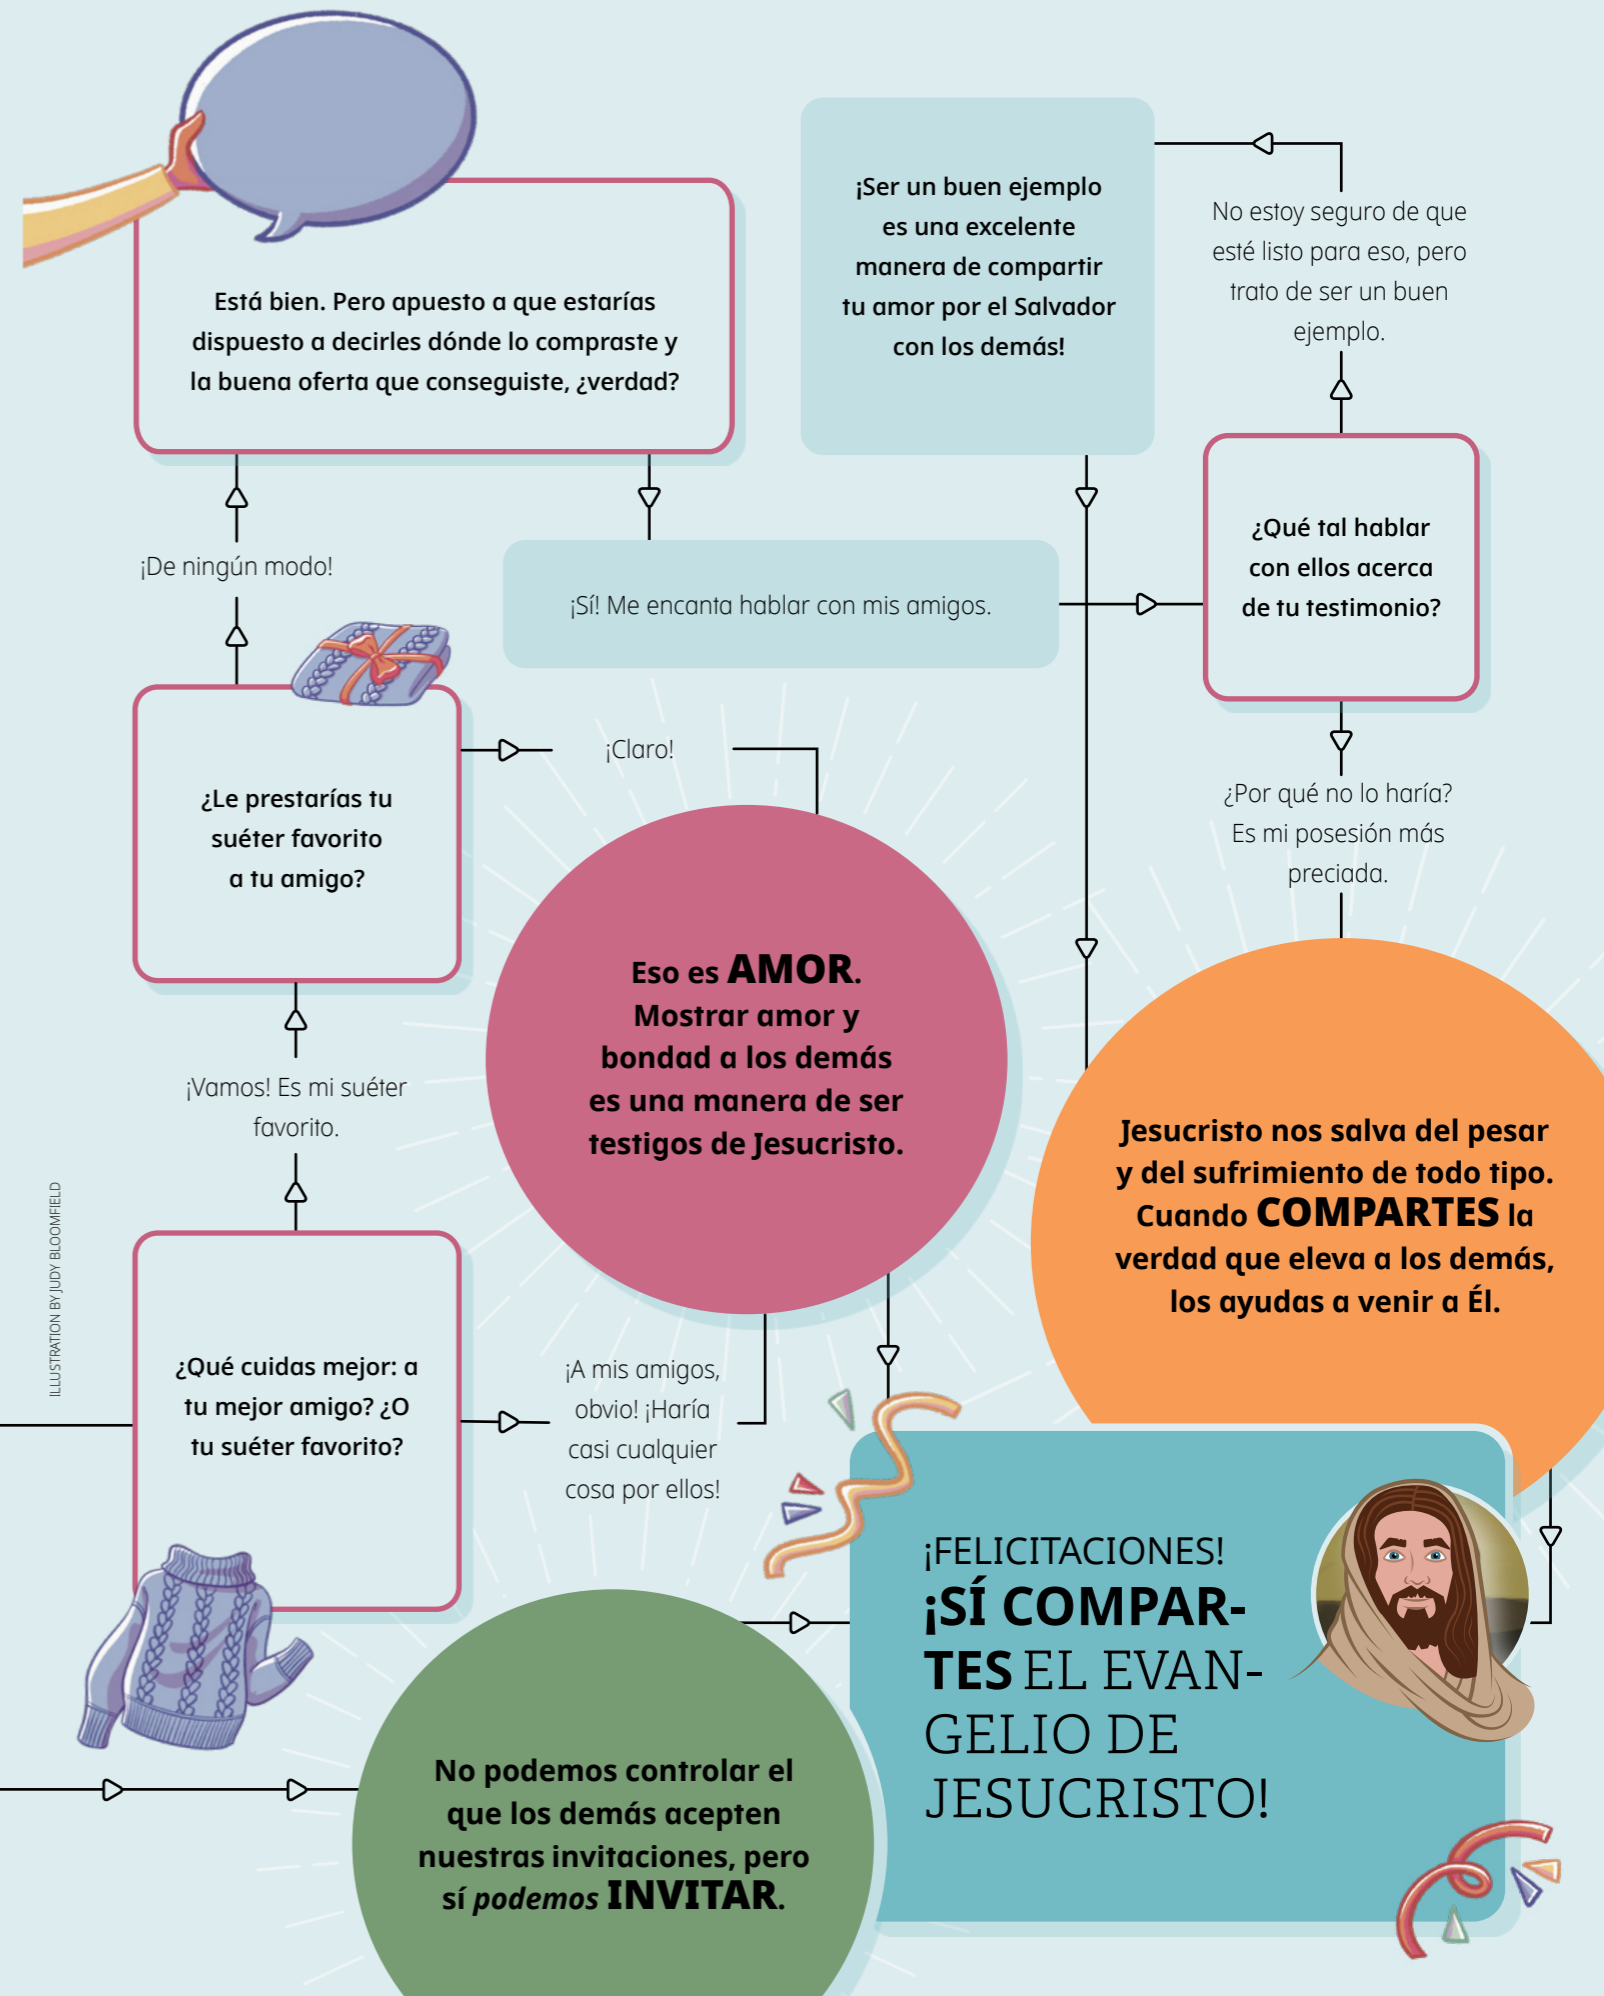 Está bien. Pero apuesto a que estarías
dispuesto a decirles dónde lo compraste y
la buena oferta que conseguiste, ¿verdad?
¡Ser un buen ejemplo
es una excelente
manera de compartir
tu amor por el Salvador
con los demás!
No estoy seguro de que
esté listo para eso, pero
trato de ser un buen
ejemplo.
¡De ningún modo!
¡Sí! Me encanta hablar con mis amigos.
¿Qué tal hablar
con ellos acerca
de tu testimonio?
¿Le prestarías tu
suéter favorito
a tu amigo?
¡Claro!
¿Por qué no lo haría?
Es mi posesión más
preciada.
Eso es AMOR.
Mostrar amor y
bondad a los demás
es una manera de ser
testigos de Jesucristo.
¡Vamos! Es mi suéter
favorito.
Jesucristo nos salva del pesar
y del sufrimiento de todo tipo.
Cuando COMPARTES la
verdad que eleva a los demás,
los ayudas a venir a Él.
ILLUSTRATION BY JUDY BLOOMFIELD
¿Qué cuidas mejor: a
tu mejor amigo? ¿O
tu suéter favorito?
¡A mis amigos,
obvio! ¡Haría
casi cualquier
cosa por ellos!
¡FELICITACIONES!
¡SÍ COMPAR-
TES EL EVAN-
GELIO DE
JESUCRISTO!
No podemos controlar el
que los demás acepten
nuestras invitaciones, pero
sí podemos INVITAR.